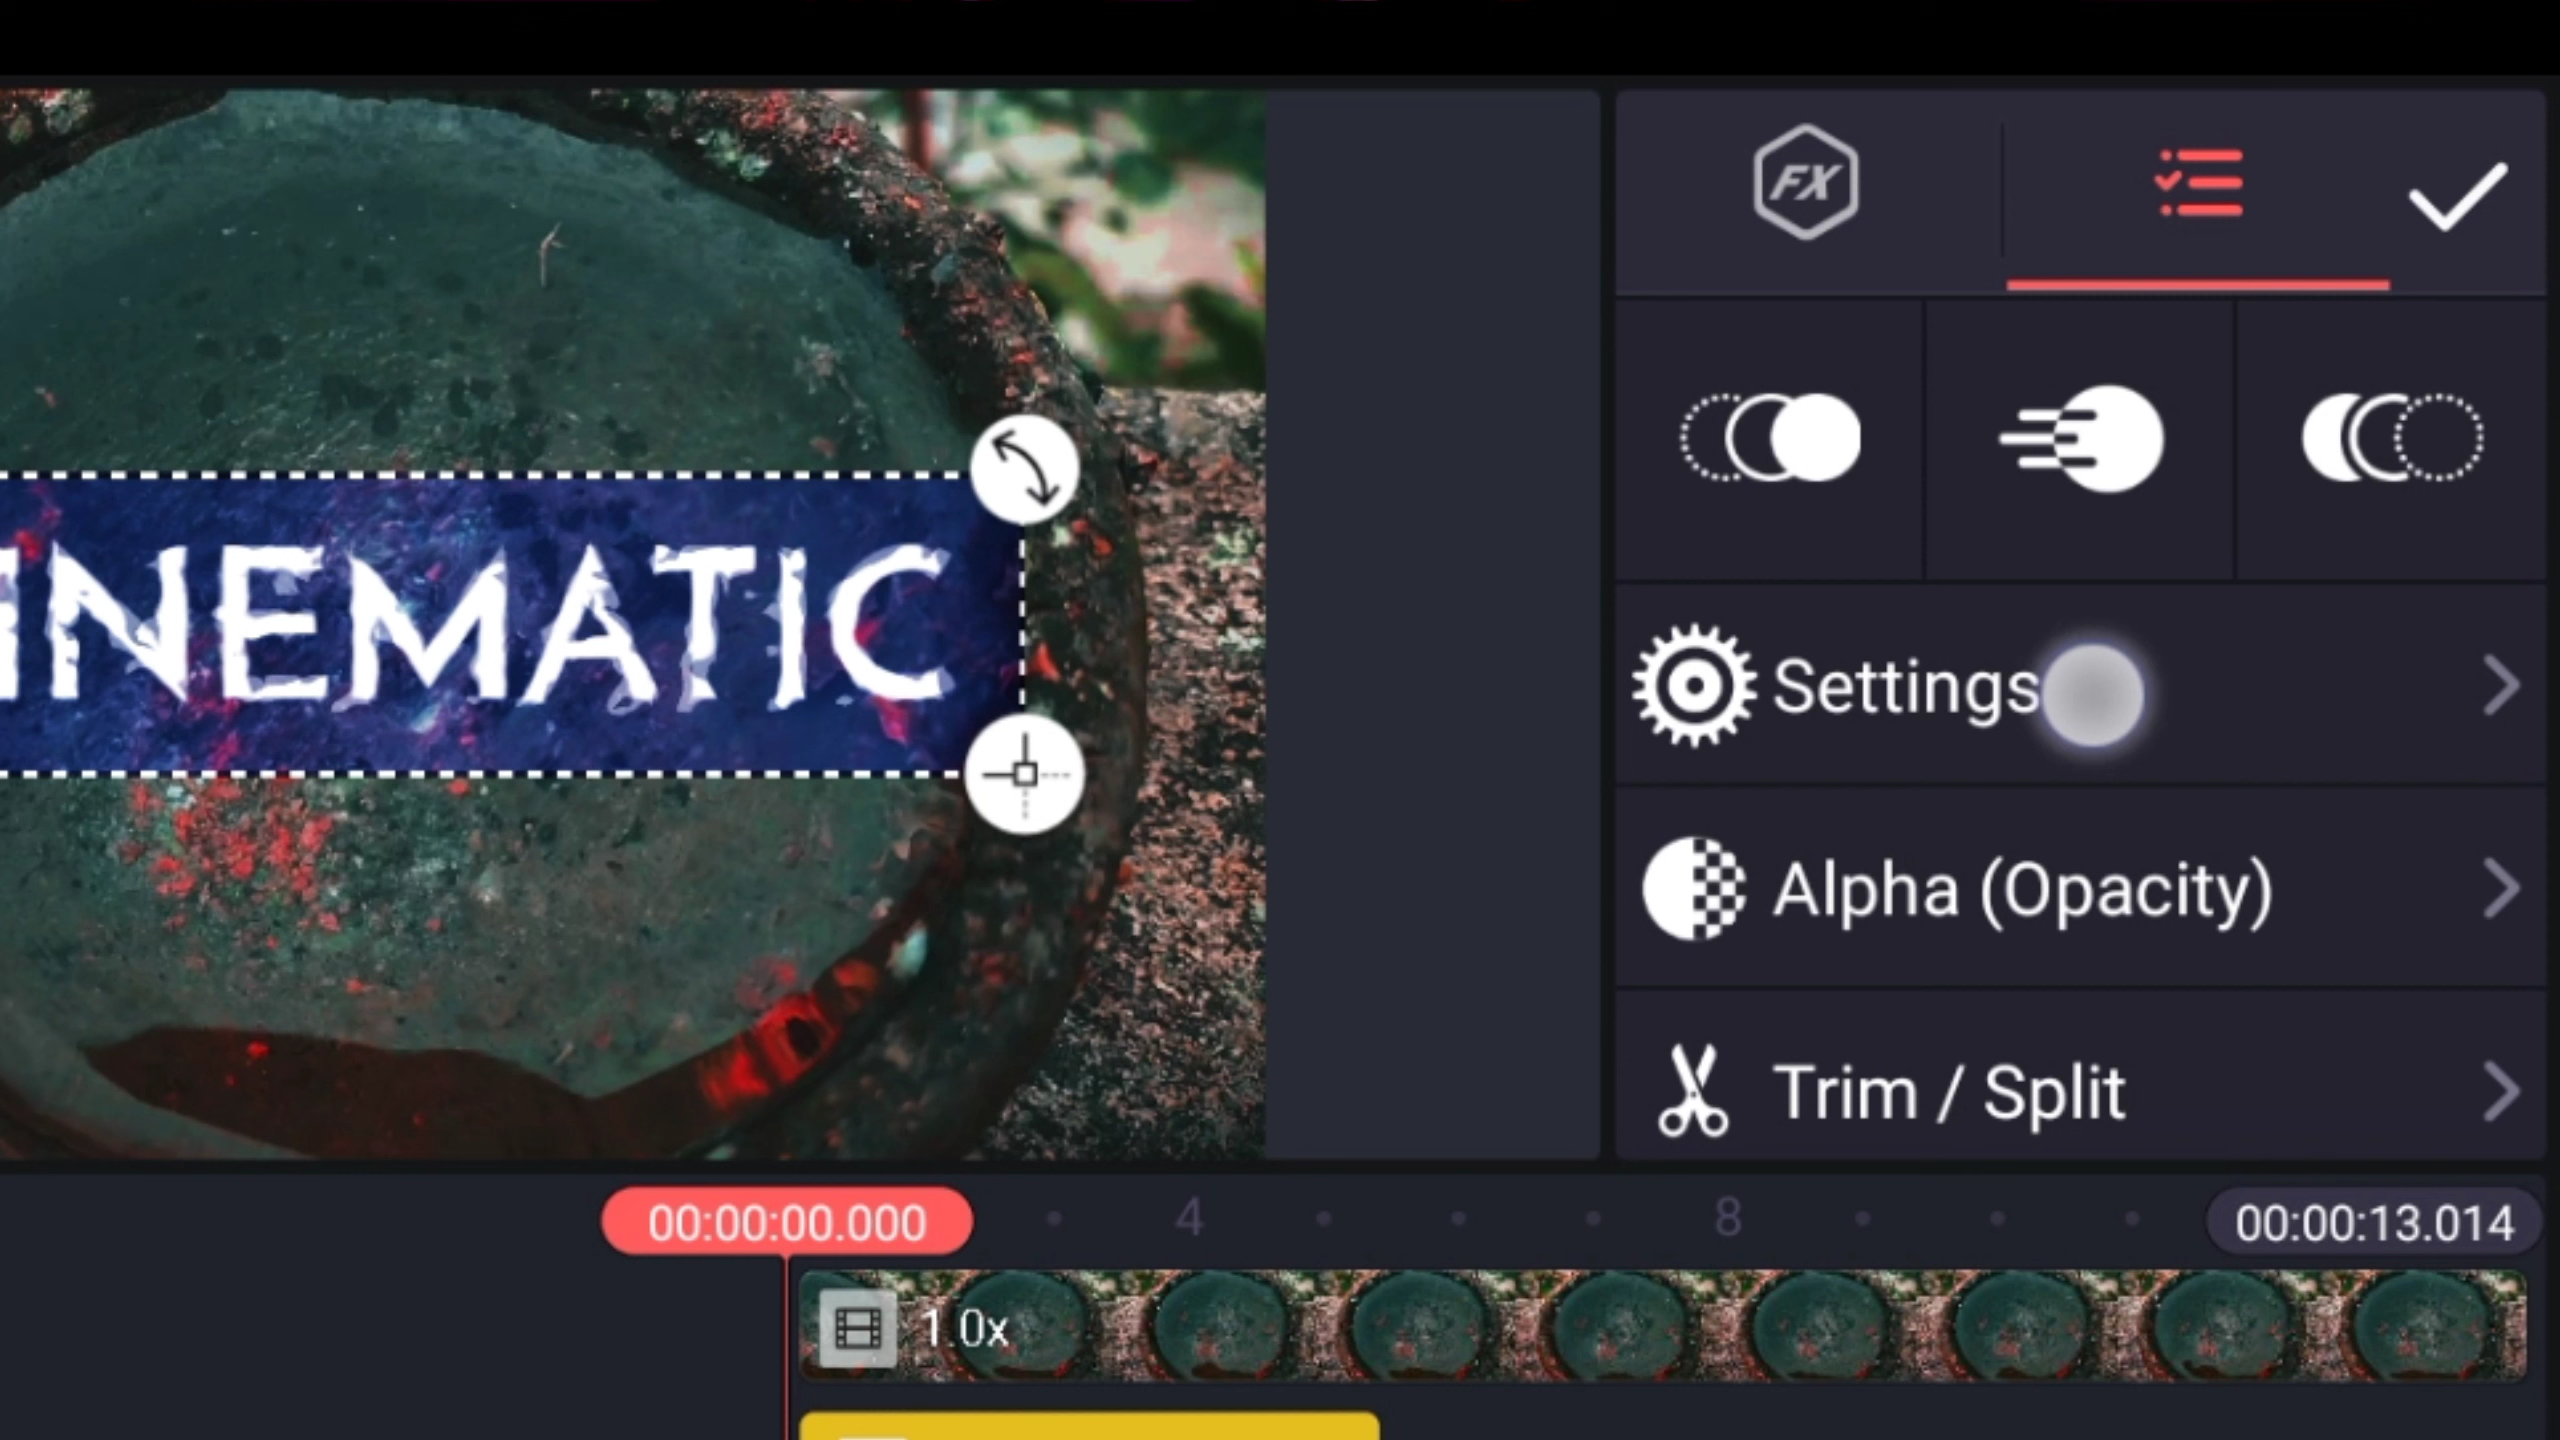 FX
INEMATIC
Settings
Alpha (Opacity)
Trim / Split
00:00:00.000
4
8
00:00:13.014
1.0x